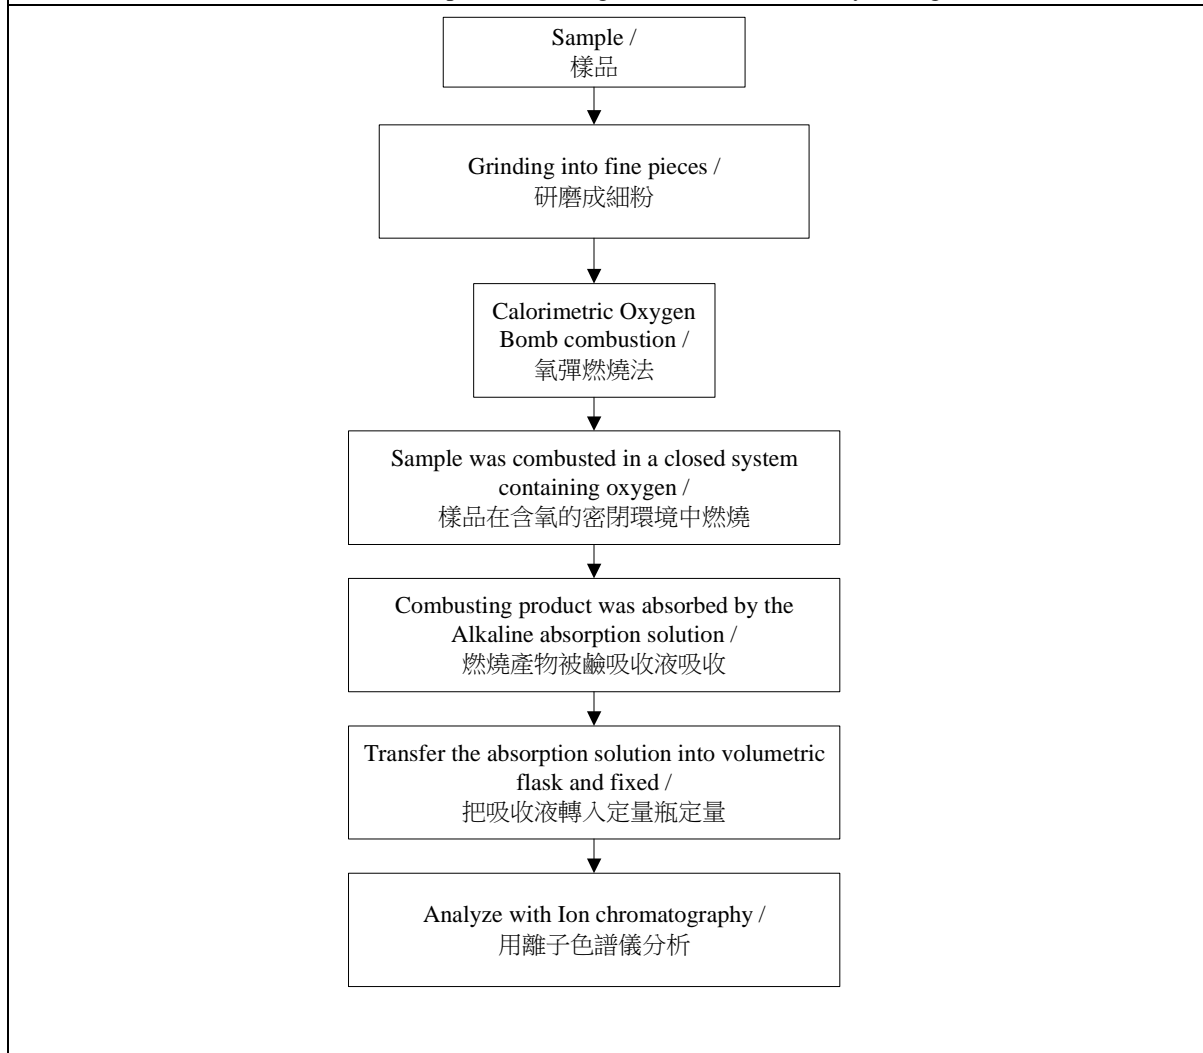 Sample /
樣品
Grinding into fine pieces /
研磨成細粉
Calorimetric Oxygen
Bomb combustion /
氧彈燃燒法
Sample was combusted in a closed system
containing oxygen /
樣品在含氧的密閉環境中燃燒
Combusting product was absorbed by the
Alkaline absorption solution /
燃燒產物被鹼吸收液吸收
Transfer the absorption solution into volumetric
flask and fixed /
把吸收液轉入定量瓶定量
Analyze with Ion chromatography /
用離子色譜儀分析